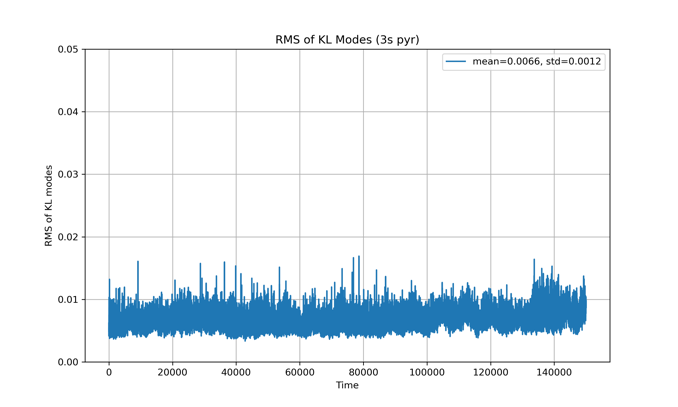 RMS of KL Modes (3s pyr)
mean=0.0066, std=0.0012
RMS of KL modes
0.05
0.04
0.03
0.02
0.01
0.00
0 20000 40000 60000 80000 100000 120000 140000
Time